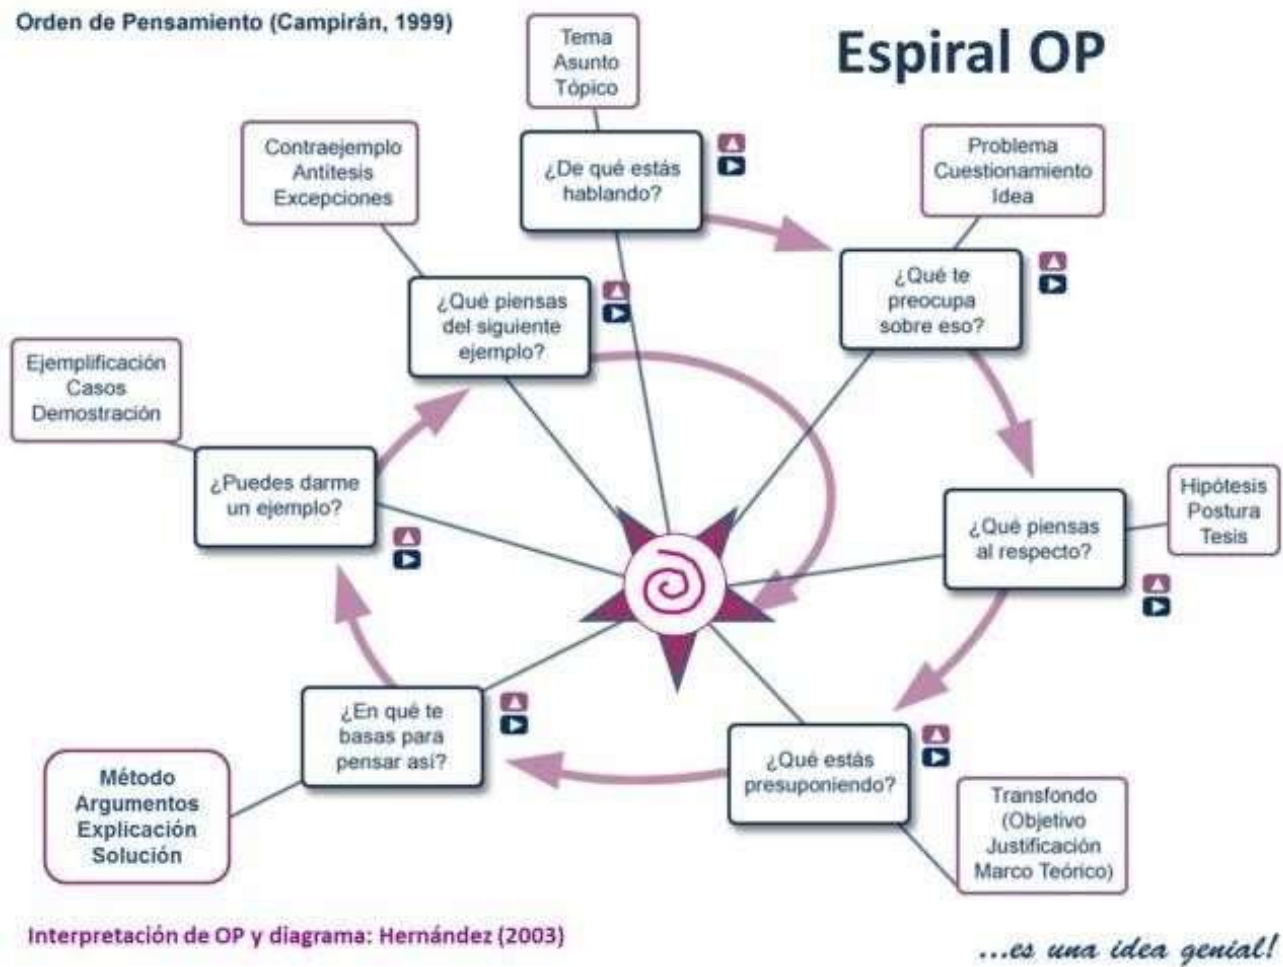 Orden de Pensamiento (Campirán, 1999)
Espiral OP
Tema
Asunto
Tópico
¿De qué estás
hablando?
Problema
Cuestionamiento
Idea
¿Qué te
preocupa
sobre eso?
Hipótesis
Postura
Tesis
¿Qué piensas
al respecto?
¿Qué estás
presuponiendo?
Transfondo
(Objetivo
Justificación
Marco Teórico)
¿En qué te
basas para
pensar así?
Método
Argumentos
Explicación
Solución
¿Puedes darme
un ejemplo?
Ejemplificación
Casos
Demostración
¿Qué piensas
del siguiente
ejemplo?
Contraejemplo
Antítesis
Excepciones
Interpretación de OP y diagrama: Hernández (2003)
...es una idea genial!